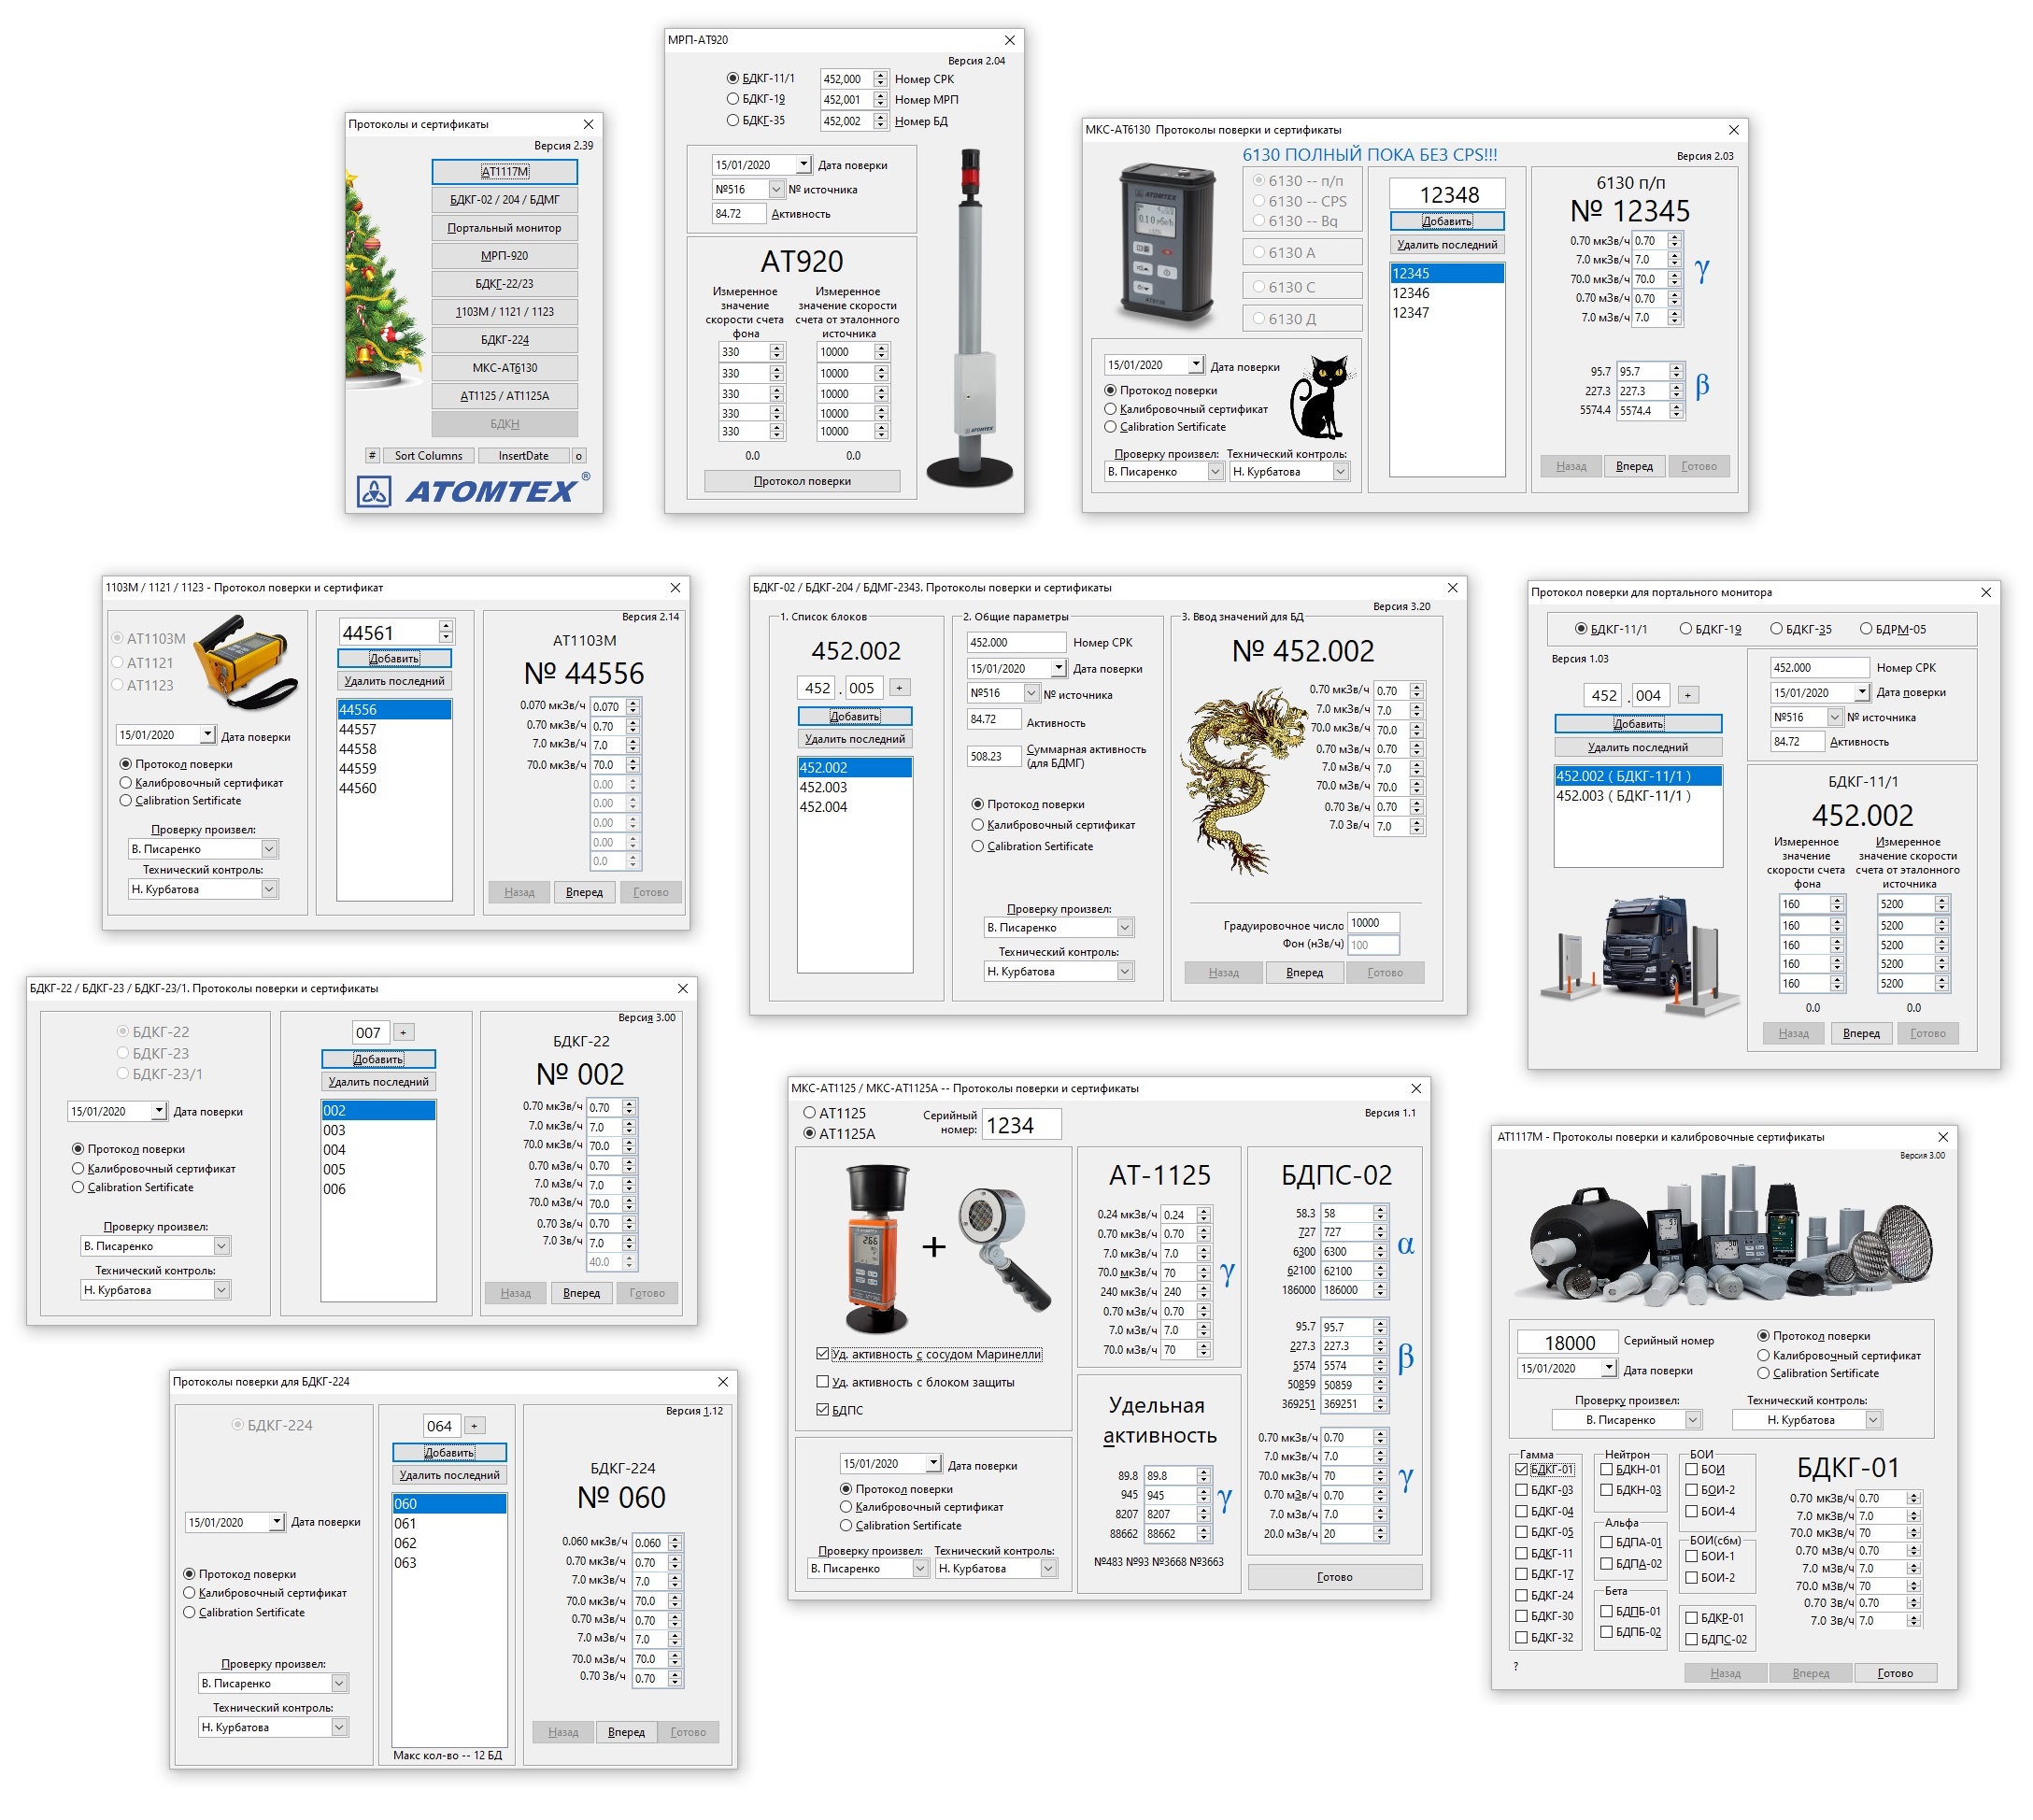 Протоколы и сертификаты
Версия 2.39
АТ1117М
БДКГ-02 / 204 / БДМГ
Портальный монитор
МРП-920
БДКГ-22/23
1103М / 1121 / 1123
БДКГ-224
МКС-АТ6130
АТ1125 / АТ1125А
БДКН
# Sort Columns InsertDate o
ATOMTEX ®
МРП-АТ920
Версия 2.04
БДКГ-11/1 452,000 Номер СРК
БДКГ-19 452,001 Номер МРП
БДКГ-35 452,002 Номер БД
15/01/2020 Дата поверки
№516 № источника
84.72 Активность
АТ920
Измеренное Измеренное
значение значение скорости
скорости счета счета от эталонного
фона источника
330 10000
330 10000
330 10000
330 10000
330 10000
0.0 0.0
Протокол поверки
ATOMTEX
МКС-АТ6130 Протоколы поверки и сертификаты
6130 ПОЛНЫЙ ПОКА БЕЗ CPS!!!
Версия 2.03
ATOMTEX
AT6130
6130 -- п/п
6130 -- CPS
6130 -- Bq
6130 А
6130 С
6130 Д
15/01/2020 Дата поверки
Протокол поверки
Калибровочный сертификат
Calibration Sertificate
Проверку произвел: Технический контроль:
В. Писаренко Н. Курбатова
12348
Добавить
Удалить последний
12345
12346
12347
6130 п/п
№ 12345
0.70 мкЗв/ч 0.70
7.0 мкЗв/ч 7.0
70.0 мкЗв/ч 70.0
0.70 мЗв/ч 0.70
7.0 мЗв/ч 7.0
γ
95.7 95.7
227.3 227.3
5574.4 5574.4
β
Назад Вперед Готово
1103М / 1121 / 1123 - Протокол поверки и сертификат
Версия 2.14
АТ1103М
АТ1121
АТ1123
15/01/2020 Дата поверки
Протокол поверки
Калибровочный сертификат
Calibration Sertificate
Проверку произвел:
В. Писаренко
Технический контроль:
Н. Курбатова
44561
Добавить
Удалить последний
44556
44557
44558
44559
44560
АТ1103М
№ 44556
0.070 мкЗв/ч 0.070
0.70 мкЗв/ч 0.70
7.0 мкЗв/ч 7.0
70.0 мкЗв/ч 70.0
0.00
0.00
0.00
0.00
0.0
Назад Вперед Готово
БДКГ-02 / БДКГ-204 / БДМГ-2343. Протоколы поверки и сертификаты
Версия 3.20
1. Список блоков
452.002
452 . 005 +
Добавить
Удалить последний
452.002
452.003
452.004
2. Общие параметры
452.000 Номер СРК
15/01/2020 Дата поверки
№516 № источника
84.72 Активность
508.23 Суммарная активность
(для БДМГ)
Протокол поверки
Калибровочный сертификат
Calibration Sertificate
Проверку произвел:
В. Писаренко
Технический контроль:
Н. Курбатова
3. Ввод значений для БД
№ 452.002
0.70 мкЗв/ч 0.70
7.0 мкЗв/ч 7.0
70.0 мкЗв/ч 70.0
0.70 мЗв/ч 0.70
7.0 мЗв/ч 7.0
70.0 мЗв/ч 70.0
0.70 Зв/ч 0.70
7.0 Зв/ч 7.0
Градуировочное число 10000
Фон (нЗв/ч) 100
Назад Вперед Готово
Протокол поверки для портального монитора
БДКГ-11/1 БДКГ-19 БДКГ-35 БДРМ-05
Версия 1.03
452 . 004 +
Добавить
Удалить последний
452.002 ( БДКГ-11/1 )
452.003 ( БДКГ-11/1 )
452.000 Номер СРК
15/01/2020 Дата поверки
№516 № источника
84.72 Активность
БДКГ-11/1
452.002
Измеренное Измеренное
значение значение скорости
скорости счета счета от эталонного
фона источника
160 5200
160 5200
160 5200
160 5200
160 5200
0.0 0.0
Назад Вперед Готово
БДКГ-22 / БДКГ-23 / БДКГ-23/1. Протоколы поверки и сертификаты
Версия 3.00
БДКГ-22
БДКГ-23
БДКГ-23/1
15/01/2020 Дата поверки
Протокол поверки
Калибровочный сертификат
Calibration Sertificate
Проверку произвел:
В. Писаренко
Технический контроль:
Н. Курбатова
007 +
Добавить
Удалить последний
002
003
004
005
006
БДКГ-22
№ 002
0.70 мкЗв/ч 0.70
7.0 мкЗв/ч 7.0
70.0 мкЗв/ч 70.0
0.70 мЗв/ч 0.70
7.0 мЗв/ч 7.0
70.0 мЗв/ч 70.0
0.70 Зв/ч 0.70
7.0 Зв/ч 7.0
40.0
Назад Вперед Готово
МКС-АТ1125 / МКС-АТ1125А -- Протоколы поверки и сертификаты
Версия 1.1
АТ1125
АТ1125А
Серийный
номер: 1234
+
Уд. активность с сосудом Маринелли
Уд. активность с блоком защиты
БДПС
15/01/2020 Дата поверки
Протокол поверки
Калибровочный сертификат
Calibration Sertificate
Проверку произвел: Технический контроль:
В. Писаренко Н. Курбатова
АТ-1125
0.24 мкЗв/ч 0.24
0.70 мкЗв/ч 0.70
7.0 мкЗв/ч 7.0
70.0 мкЗв/ч 70
240 мкЗв/ч 240
0.70 мЗв/ч 0.70
7.0 мЗв/ч 7.0
70.0 мЗв/ч 70
γ
Удельная
активность
89.8 89.8
945 945
8207 8207
88662 88662
γ
№483 №93 №3668 №3663
БДПС-02
58.3 58
727 727
6300 6300
62100 62100
186000 186000
α
95.7 95.7
227.3 227.3
5574 5574
50859 50859
369251 369251
β
0.70 мкЗв/ч 0.70
7.0 мкЗв/ч 7.0
70.0 мкЗв/ч 70
0.70 мЗв/ч 0.70
7.0 мЗв/ч 7.0
20.0 мЗв/ч 20
γ
Готово
АТ1117М - Протоколы поверки и калибровочные сертификаты
Версия 3.00
18000 Серийный номер
15/01/2020 Дата поверки
Протокол поверки
Калибровочный сертификат
Calibration Sertificate
Проверку произвел: Технический контроль:
В. Писаренко Н. Курбатова
Гамма
БДКГ-01
БДКГ-03
БДКГ-04
БДКГ-05
БДКГ-11
БДКГ-17
БДКГ-24
БДКГ-30
БДКГ-32
Нейтрон
БДКН-01
БДКН-03
Альфа
БДПА-01
БДПА-02
Бета
БДПБ-01
БДПБ-02
БОИ
БОИ
БОИ-2
БОИ-4
БОИ(сбм)
БОИ-1
БОИ-2
БДКР-01
БДПС-02
БДКГ-01
0.70 мкЗв/ч 0.70
7.0 мкЗв/ч 7.0
70.0 мкЗв/ч 70
0.70 мЗв/ч 0.70
7.0 мЗв/ч 7.0
70.0 мЗв/ч 70
0.70 Зв/ч 0.70
7.0 Зв/ч 7.0
?
Назад Вперед Готово
Протоколы поверки для БДКГ-224
Версия 1.12
БДКГ-224
15/01/2020 Дата поверки
Протокол поверки
Калибровочный сертификат
Calibration Sertificate
Проверку произвел:
В. Писаренко
Технический контроль:
Н. Курбатова
064 +
Добавить
Удалить последний
060
061
062
063
Макс кол-во -- 12 БД
БДКГ-224
№ 060
0.060 мкЗв/ч 0.060
0.70 мкЗв/ч 0.70
7.0 мкЗв/ч 7.0
70.0 мкЗв/ч 70.0
0.70 мЗв/ч 0.70
7.0 мЗв/ч 7.0
70.0 мЗв/ч 70.0
0.70 Зв/ч 0.70
Назад Вперед Готово